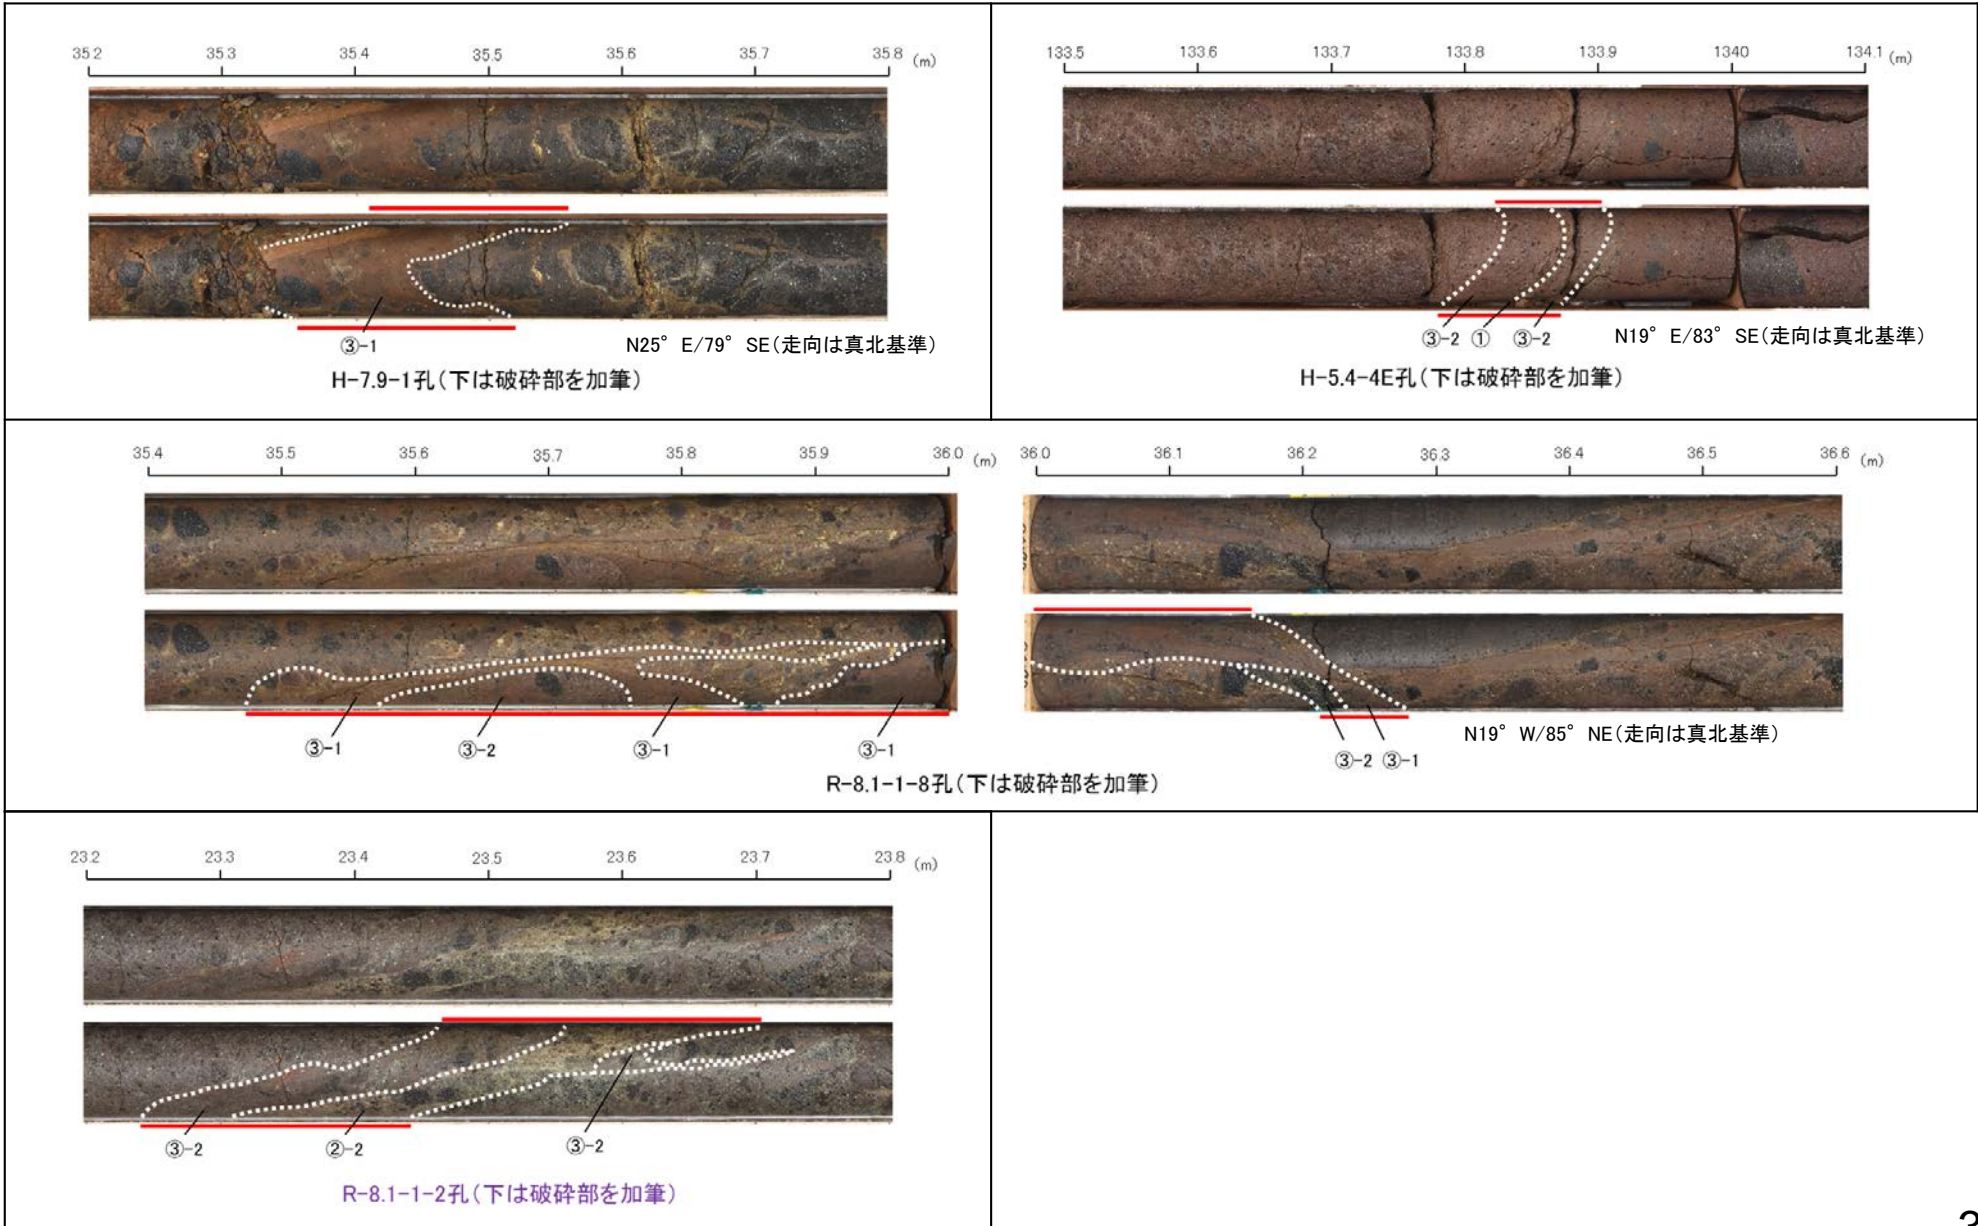 35.2 35.3 35.4 35.5 35.6 35.7 35.8 (m)
③-1
N25° E/79° SE(走向は真北基準)
H-7.9-1孔(下は破砕部を加筆)
133.5 133.6 133.7 133.8 133.9 134.0 134.1 (m)
③-2 ① ③-2
N19° E/83° SE(走向は真北基準)
H-5.4-4E孔(下は破砕部を加筆)
35.4 35.5 35.6 35.7 35.8 35.9 36.0 (m)
36.0 36.1 36.2 36.3 36.4 36.5 36.6 (m)
③-1 ③-2 ③-1 ③-1
③-2 ③-1
N19° W/85° NE(走向は真北基準)
R-8.1-1-8孔(下は破砕部を加筆)
23.2 23.3 23.4 23.5 23.6 23.7 23.8 (m)
③-2 ②-2 ③-2
R-8.1-1-2孔(下は破砕部を加筆)